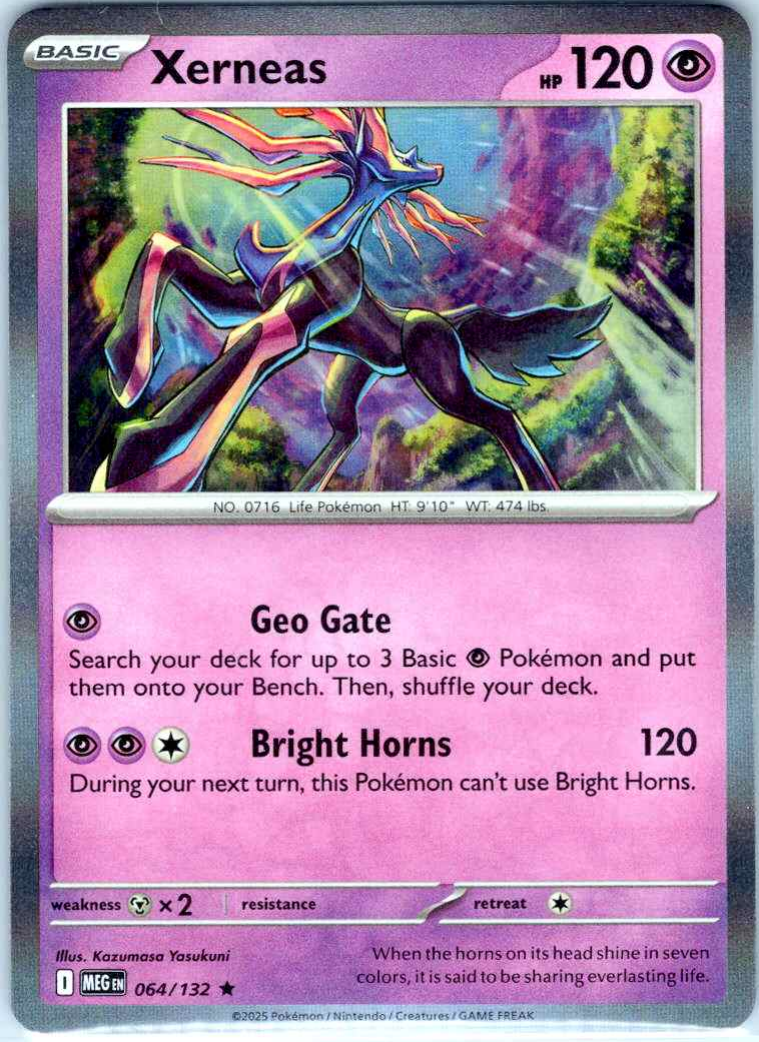 BASIC Xerneas HP 120
NO. 0716 Life Pokémon HT: 9'10" WT: 474 lbs.
Geo Gate
Search your deck for up to 3 Basic Pokémon and put
them onto your Bench. Then, shuffle your deck.
Bright Horns 120
During your next turn, this Pokémon can't use Bright Horns.
weakness ×2 resistance retreat
Illus. Kazumasa Yasukuni
When the horns on its head shine in seven
colors, it is said to be sharing everlasting life.
I MEG EN 064/132 ★
©2025 Pokémon / Nintendo / Creatures / GAME FREAK